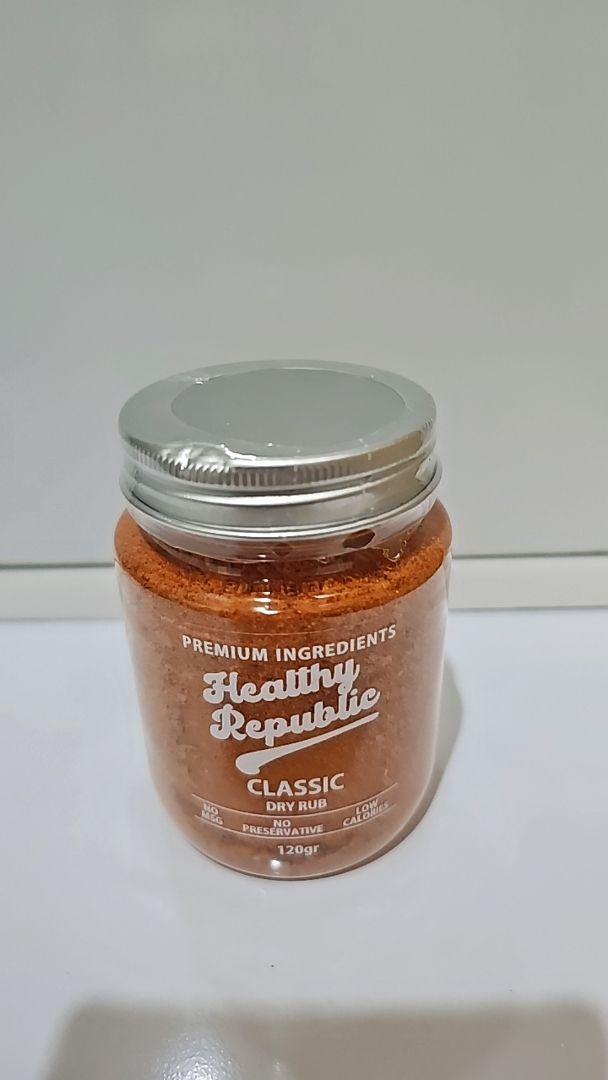 PREMIUM INGREDIENTS
Healthy
Republic
CLASSIC
DRY RUB
NO MSG
NO PRESERVATIVE
LOW CALORIES
120gr